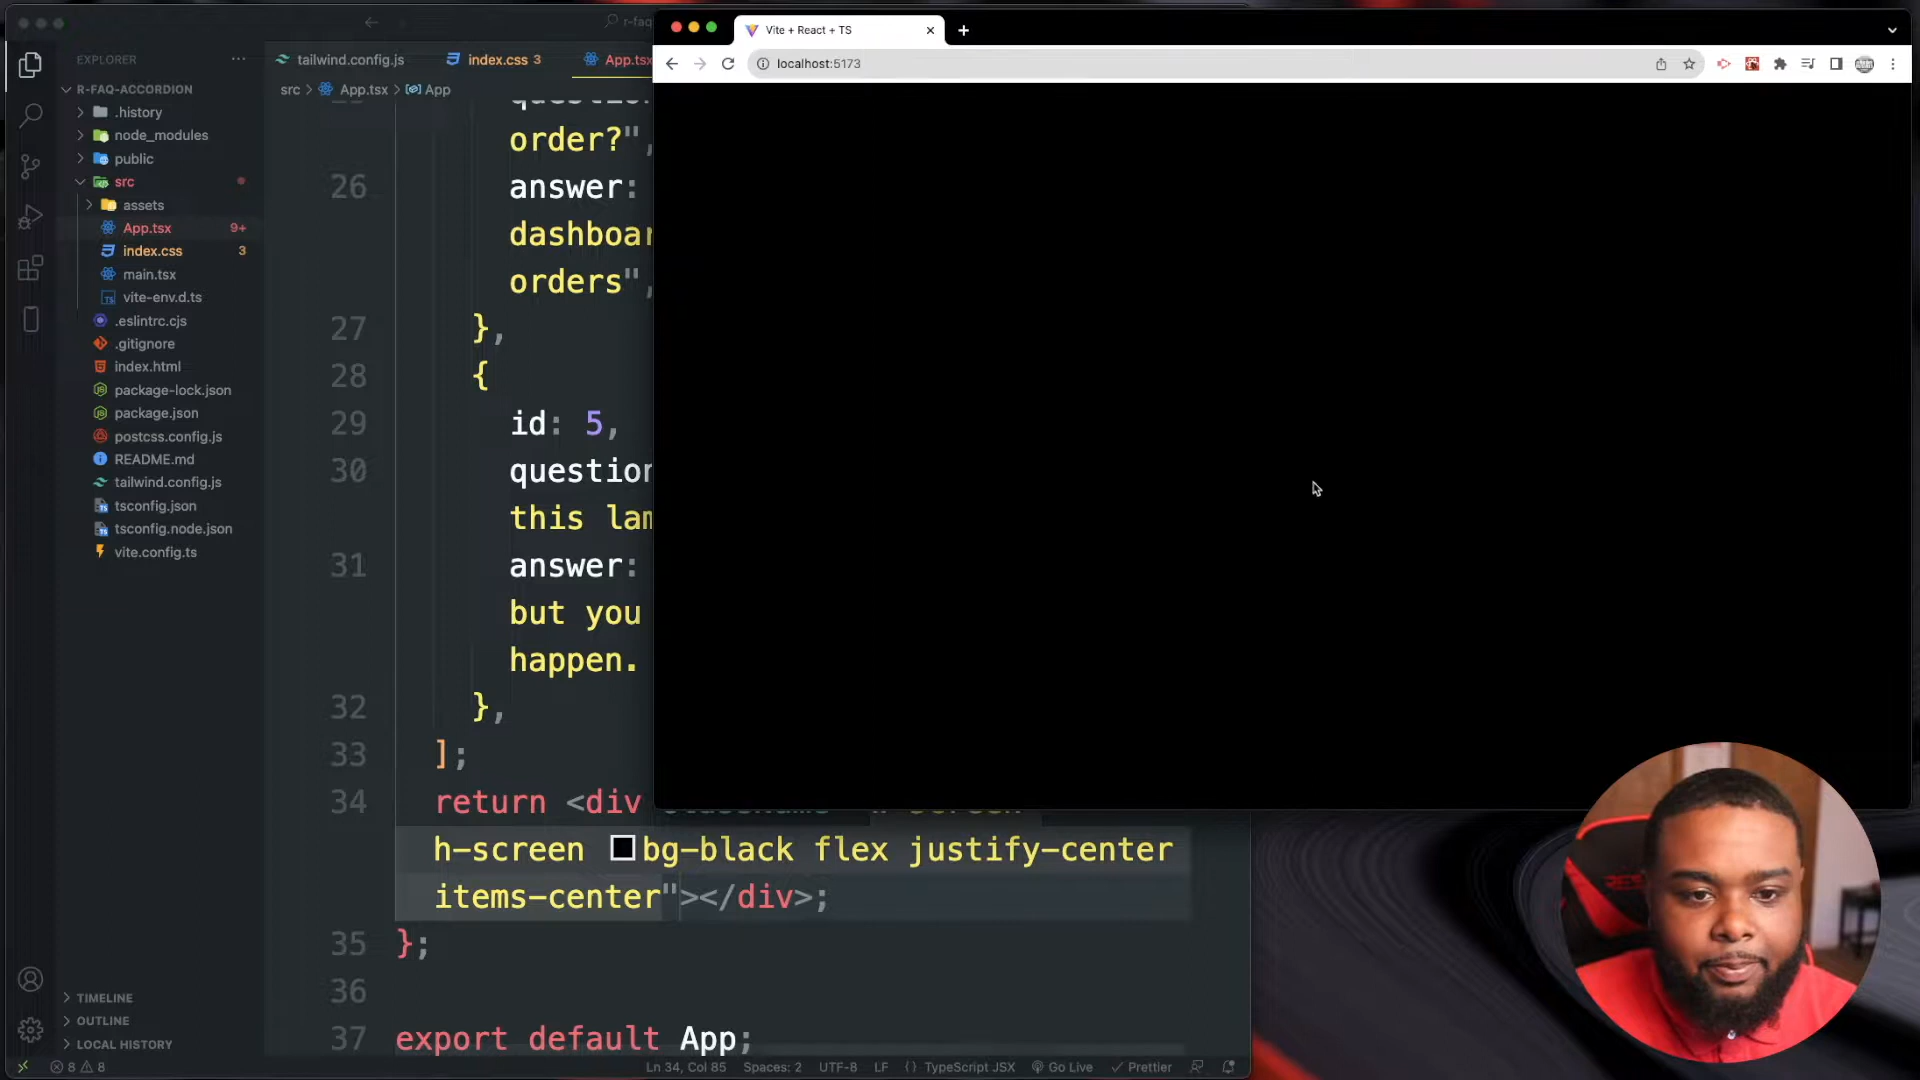 r-faq
Vite + React + TS
EXPLORER
tailwind.config.js
index.css 3
App.tsx
localhost:5173
R-FAQ-ACCORDION
src > App.tsx > App
.history
node_modules
public
src
assets
App.tsx 9+
index.css 3
main.tsx
vite-env.d.ts
.eslintrc.cjs
.gitignore
index.html
package-lock.json
package.json
postcss.config.js
README.md
tailwind.config.js
tsconfig.json
tsconfig.node.json
vite.config.ts
order?",
26 answer:
dashboar
orders",
27 },
28 {
29 id: 5,
30 question
this lam
31 answer:
but you
happen.
32 },
33 ];
34 return <div
h-screen bg-black flex justify-center
items-center"></div>;
35 };
36
37 export default App;
TIMELINE
OUTLINE
LOCAL HISTORY
8 8
Ln 34, Col 85
Spaces: 2
UTF-8
LF
{} TypeScript JSX
Go Live
Prettier